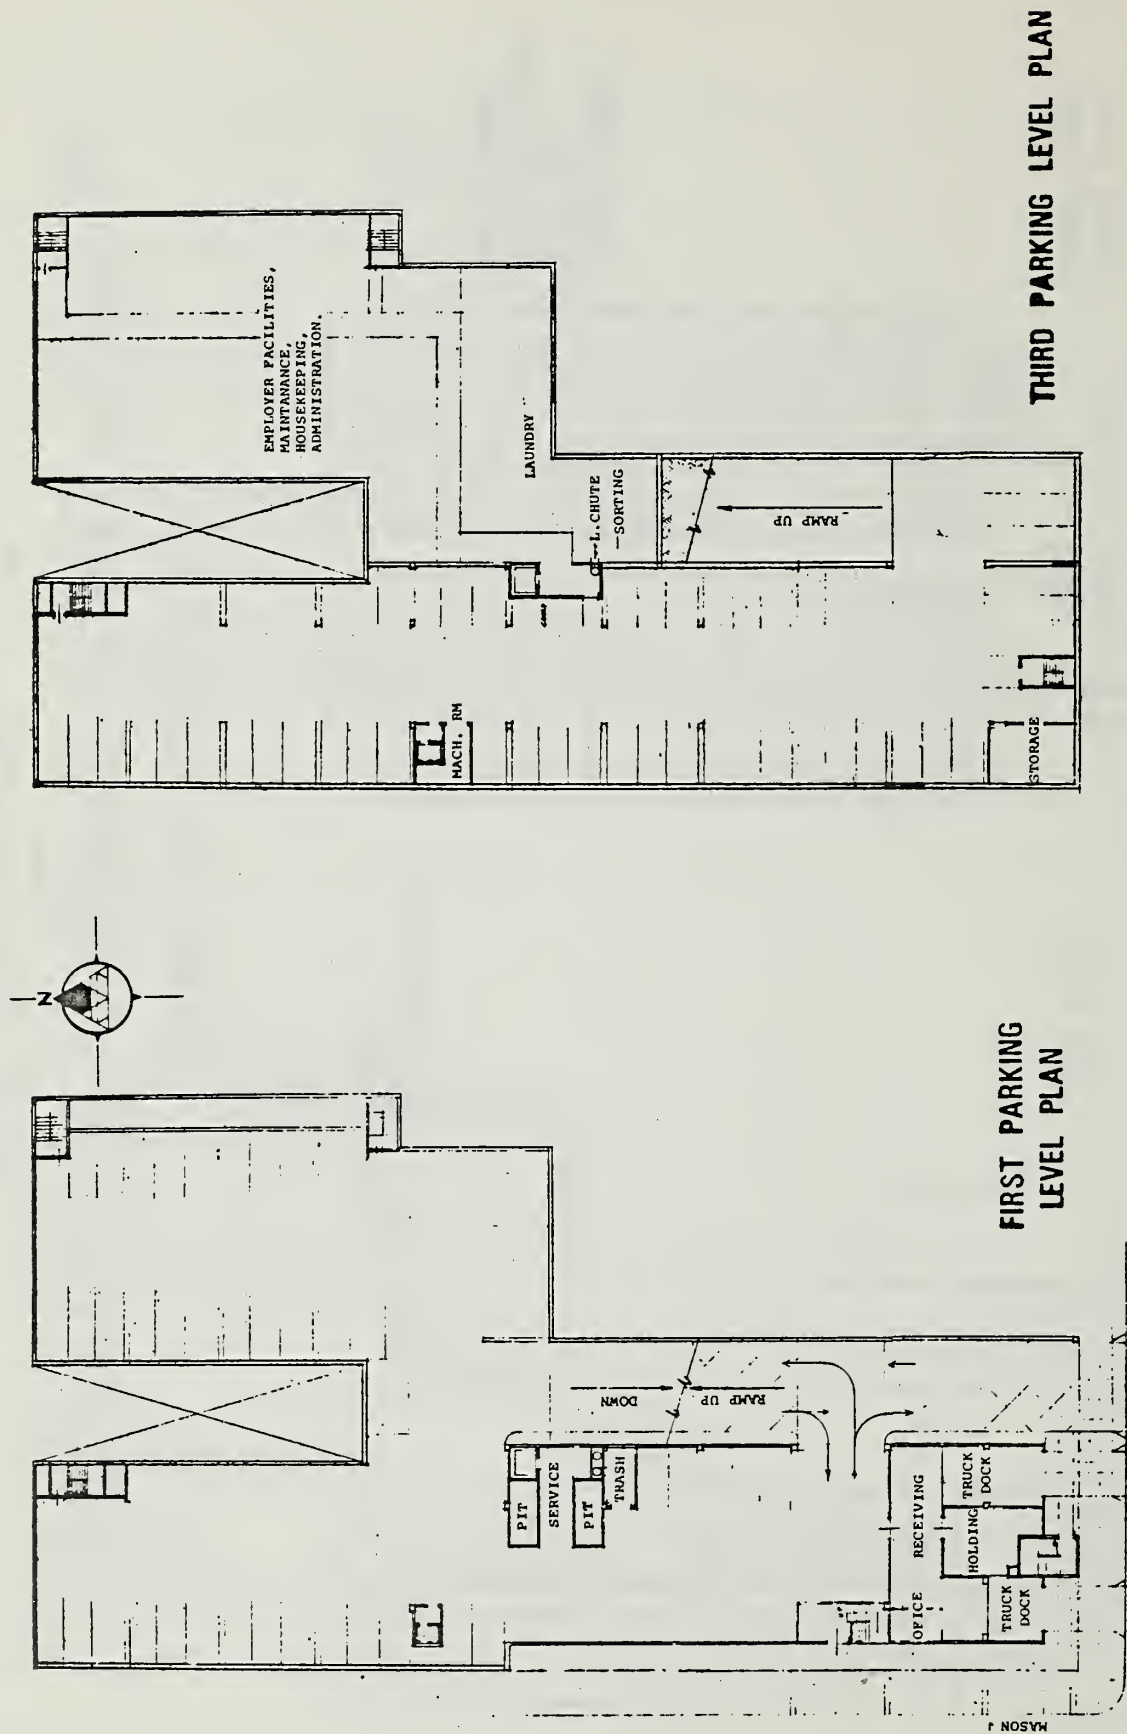 THIRD PARKING LEVEL PLAN
EMPLOYER FACILITIES,
MAINTANANCE,
HOUSEKEEPING,
ADMINISTRATION.
LAUNDRY
L.CHUTE
SORTING
RAMP UP
MACH. RM
STORAGE
N
FIRST PARKING
LEVEL PLAN
DOWN
RAMP UP
PIT
SERVICE
PIT
TRASH
RECEIVING
TRUCK
DOCK
HOLDING
OFICE
TRUCK
DOCK
MASON